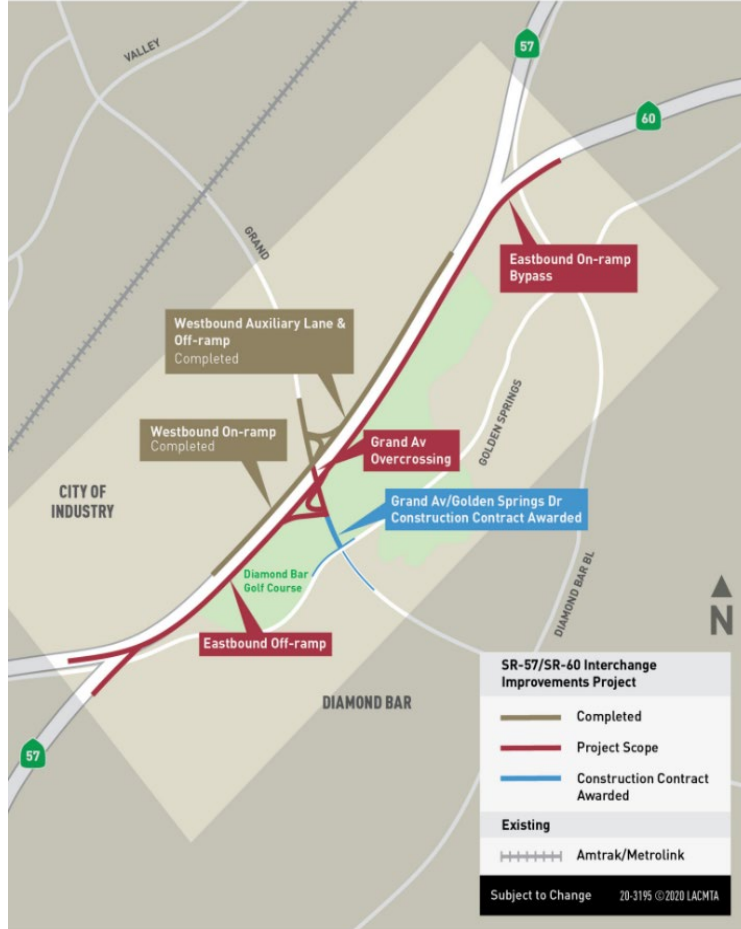 57
VALLEY
60
GRAND
Eastbound On-ramp
Bypass
Westbound Auxiliary Lane &
Off-ramp
Completed
Westbound On-ramp
Completed
Grand Av
Overcrossing
GOLDEN SPRINGS
CITY OF
INDUSTRY
Grand Av/Golden Springs Dr
Construction Contract Awarded
Diamond Bar
Golf Course
DIAMOND BAR BL
Eastbound Off-ramp
N
DIAMOND BAR
57
SR-57/SR-60 Interchange
Improvements Project
Completed
Project Scope
Construction Contract
Awarded
Existing
Amtrak/Metrolink
Subject to Change
20-3195 ©2020 LACMTA